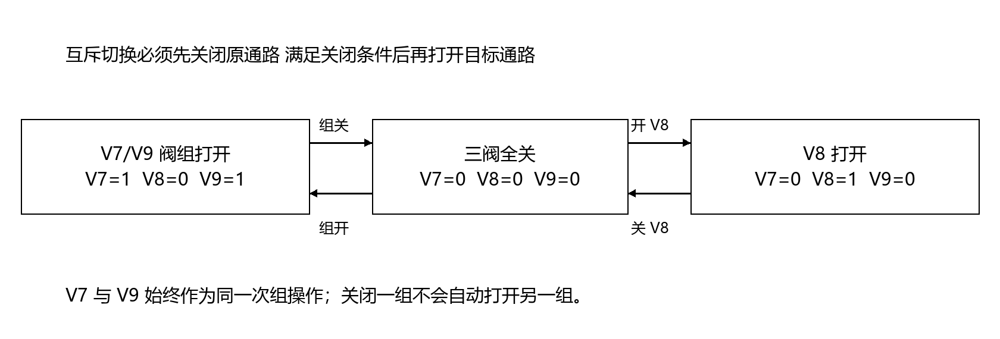 互斥切换必须先关闭原通路 满足关闭条件后再打开目标通路
组关
开 V8
V7/V9 阀组打开
三阀全关
V8 打开
V7=1 V8=0 V9=1
V7=0 V8=0 V9=0
V7=0 V8=1 V9=0
组开
关 V8
V7 与 V9 始终作为同一次组操作；关闭一组不会自动打开另一组。